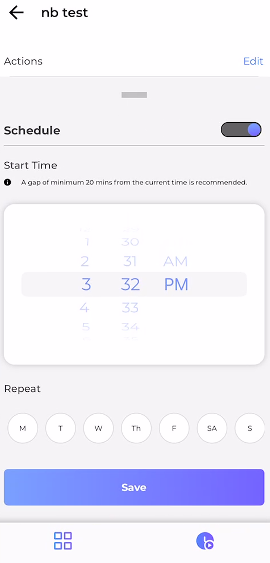 nb test
Actions Edit
Schedule
Start Time
A gap of minimum 20 mins from the current time is recommended.
1 30
2 31 AM
3 32 PM
4 33
5 34
Repeat
M T W Th F SA S
Save